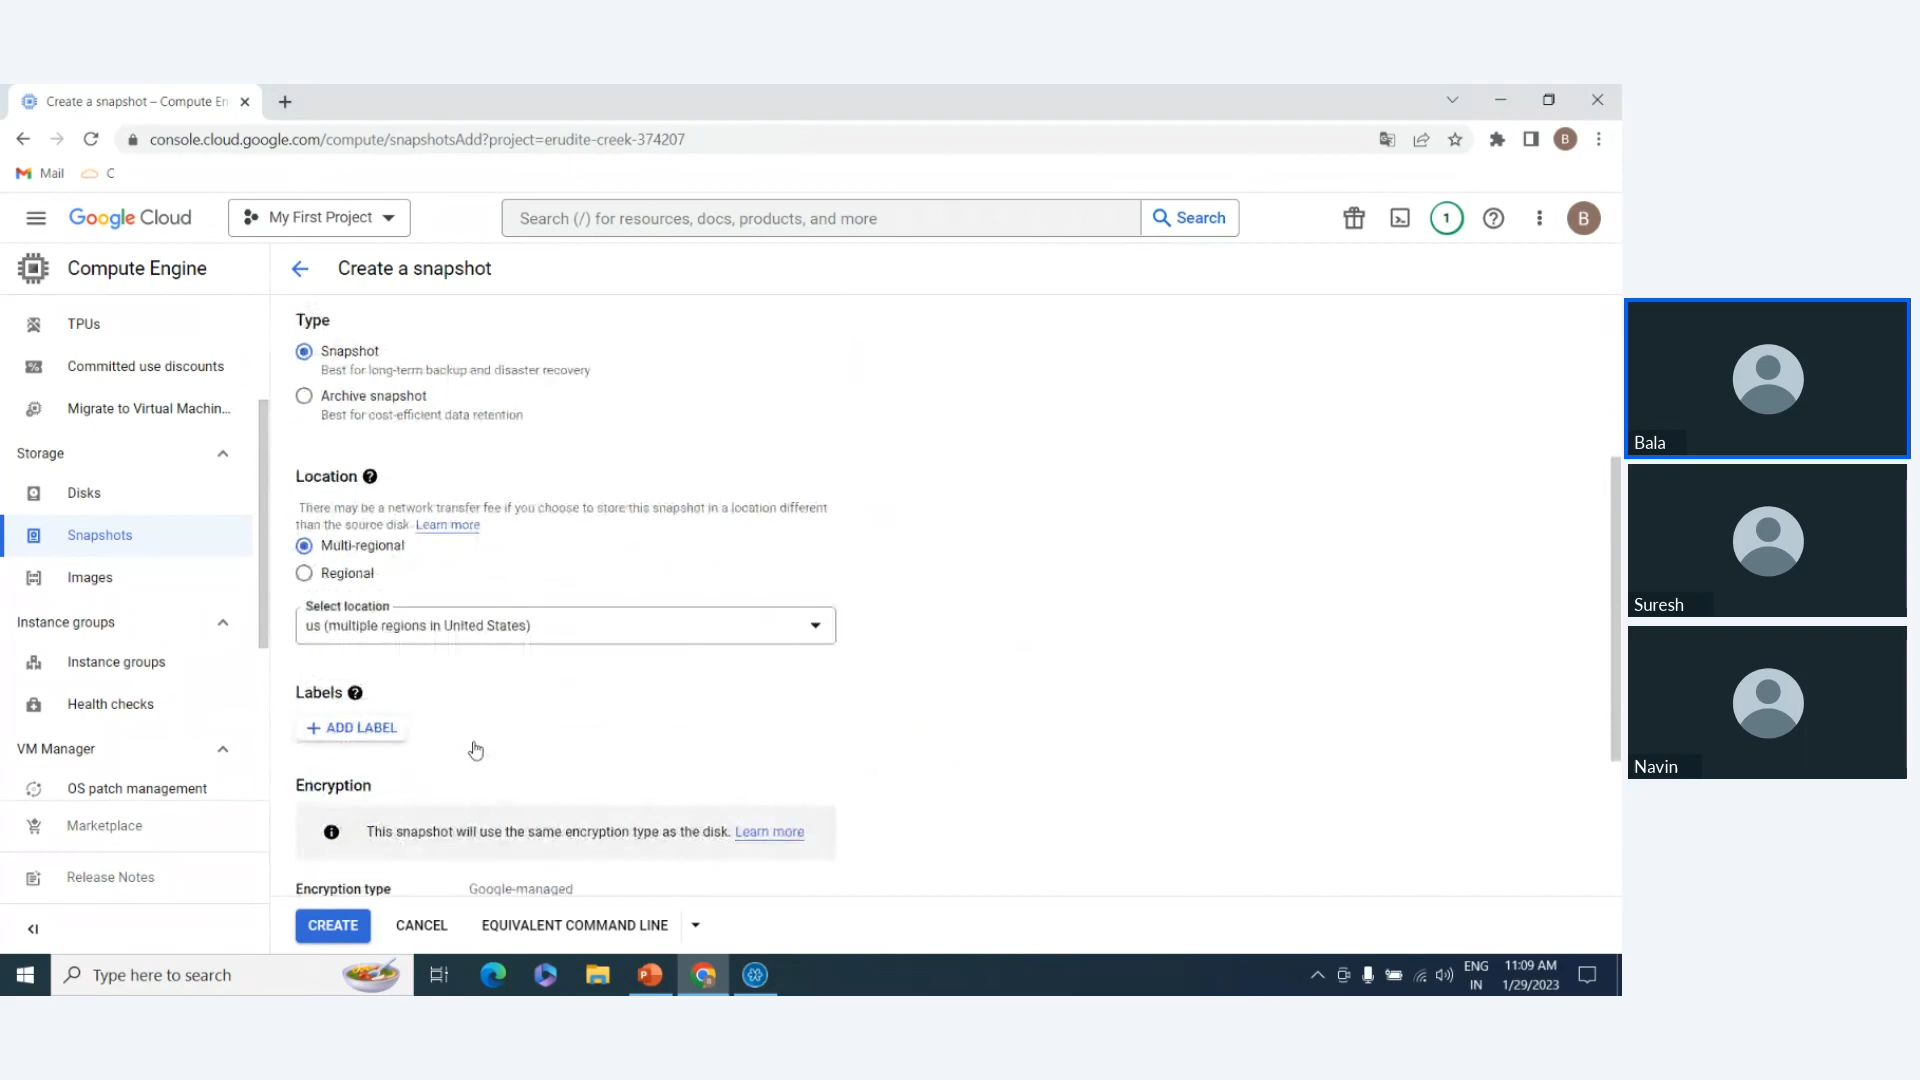 Create a snapshot – Compute En
console.cloud.google.com/compute/snapshotsAdd?project=erudite-creek-374207
B
Mail
C
Google Cloud
My First Project
Search (/) for resources, docs, products, and more
Search
1
B
Compute Engine
Create a snapshot
TPUs
Committed use discounts
Migrate to Virtual Machin...
Storage
Disks
Snapshots
Images
Instance groups
Instance groups
Health checks
VM Manager
OS patch management
Marketplace
Release Notes
Type
Snapshot
Best for long-term backup and disaster recovery
Archive snapshot
Best for cost-efficient data retention
Location
There may be a network transfer fee if you choose to store this snapshot in a location different
than the source disk. Learn more
Multi-regional
Regional
Select location
us (multiple regions in United States)
Labels
+ ADD LABEL
Encryption
This snapshot will use the same encryption type as the disk. Learn more
Encryption type Google-managed
CREATE
CANCEL
EQUIVALENT COMMAND LINE
Bala
Suresh
Navin
Type here to search
ENG
IN
11:09 AM
1/29/2023